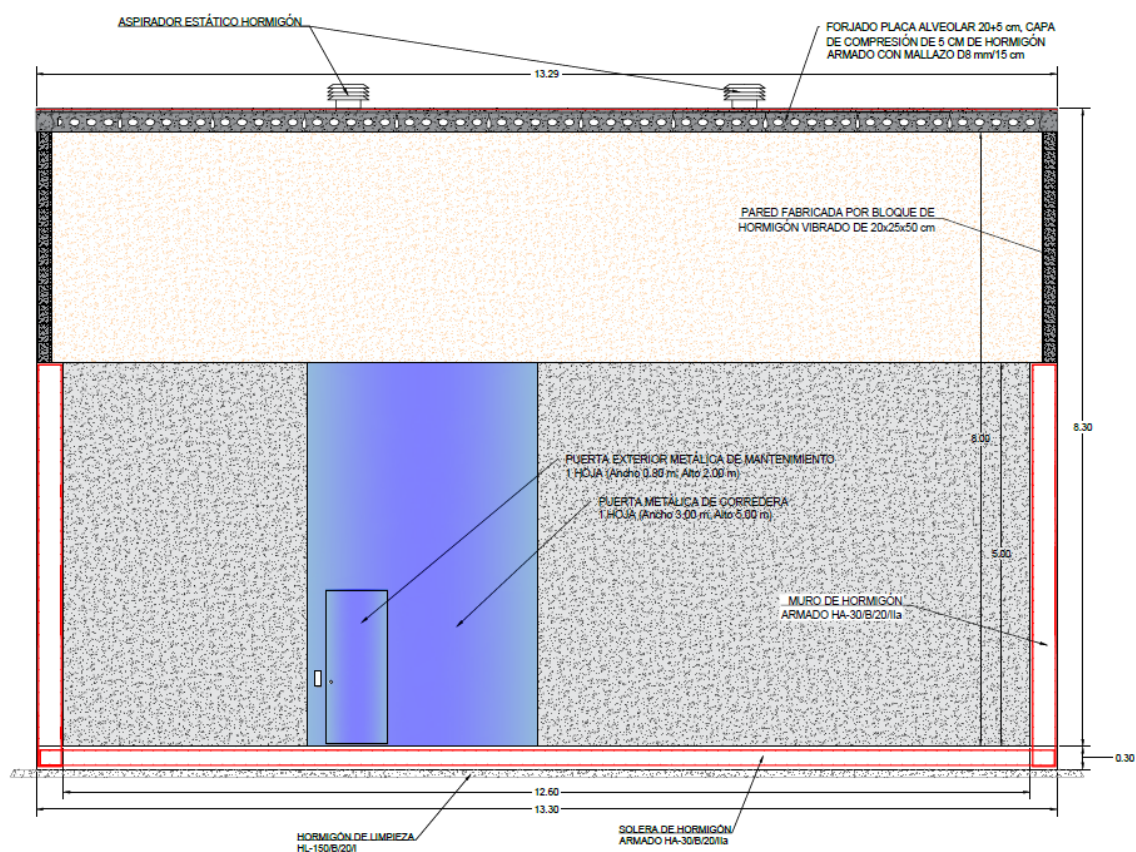 ASPIRADOR ESTÁTICO HORMIGÓN
FORJADO PLACA ALVEOLAR 20+5 cm, CAPA
DE COMPRESIÓN DE 5 CM DE HORMIGÓN
ARMADO CON MALLAZO D8 mm/15 cm
13.29
PARED FABRICADA POR BLOQUE DE
HORMIGÓN VIBRADO DE 20x25x50 cm
8.30
8.00
PUERTA EXTERIOR METÁLICA DE MANTENIMIENTO
1 HOJA (Ancho 0.80 m; Alto 2.00 m)
PUERTA METÁLICA DE CORREDERA
1 HOJA (Ancho 3.00 m; Alto 5.00 m)
5.00
MURO DE HORMIGÓN
ARMADO HA-30/B/20/IIa
0.30
12.60
13.30
HORMIGÓN DE LIMPIEZA
HL-150/B/20/I
SOLERA DE HORMIGÓN
ARMADO HA-30/B/20/IIa